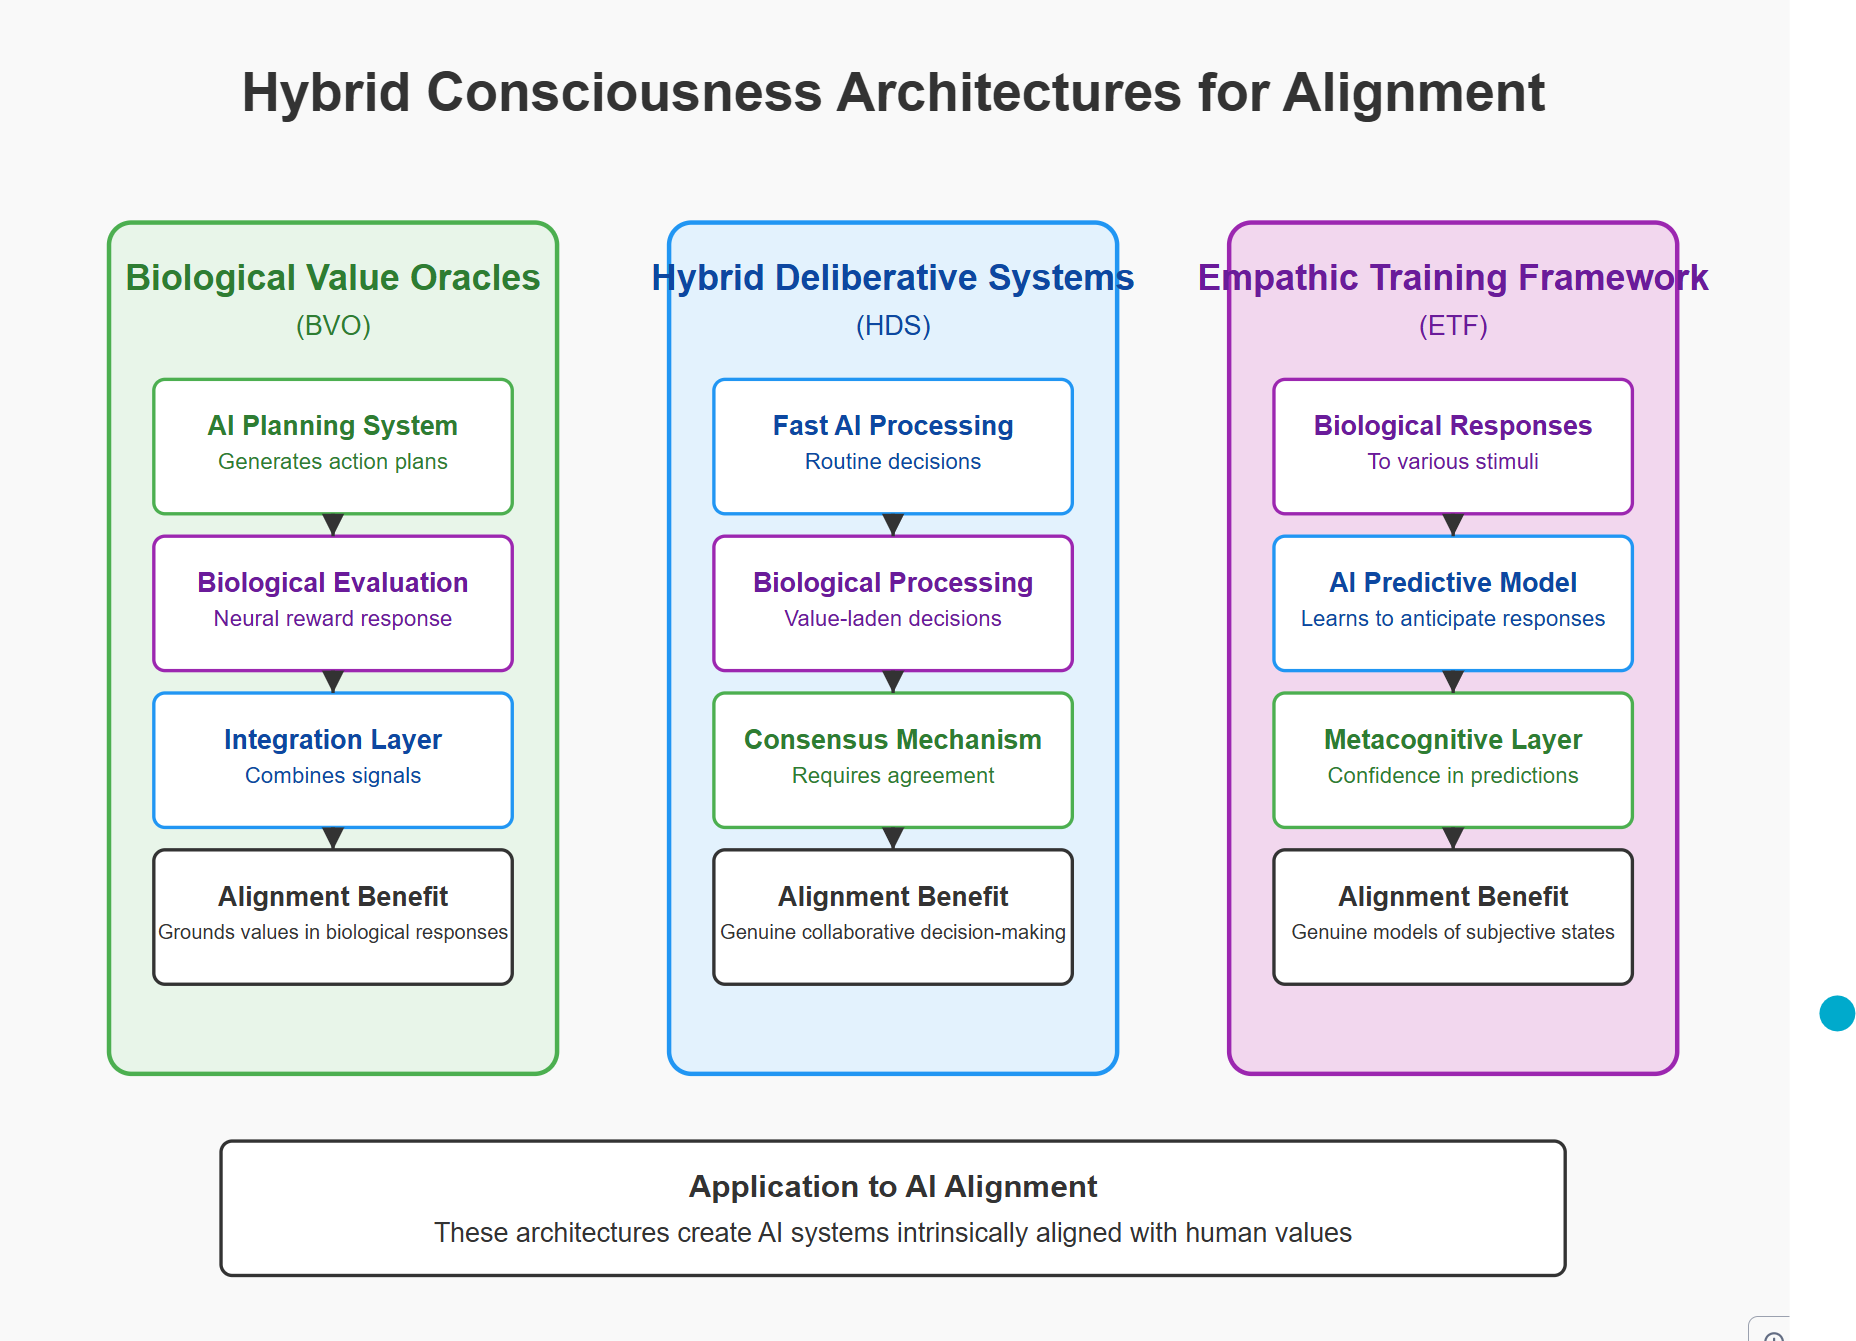 Hybrid Consciousness Architectures for Alignment
Biological Value Oracles
(BVO)
AI Planning System
Generates action plans
Biological Evaluation
Neural reward response
Integration Layer
Combines signals
Alignment Benefit
Grounds values in biological responses
Hybrid Deliberative Systems
(HDS)
Fast AI Processing
Routine decisions
Biological Processing
Value-laden decisions
Consensus Mechanism
Requires agreement
Alignment Benefit
Genuine collaborative decision-making
Empathic Training Framework
(ETF)
Biological Responses
To various stimuli
AI Predictive Model
Learns to anticipate responses
Metacognitive Layer
Confidence in predictions
Alignment Benefit
Genuine models of subjective states
Application to AI Alignment
These architectures create AI systems intrinsically aligned with human values